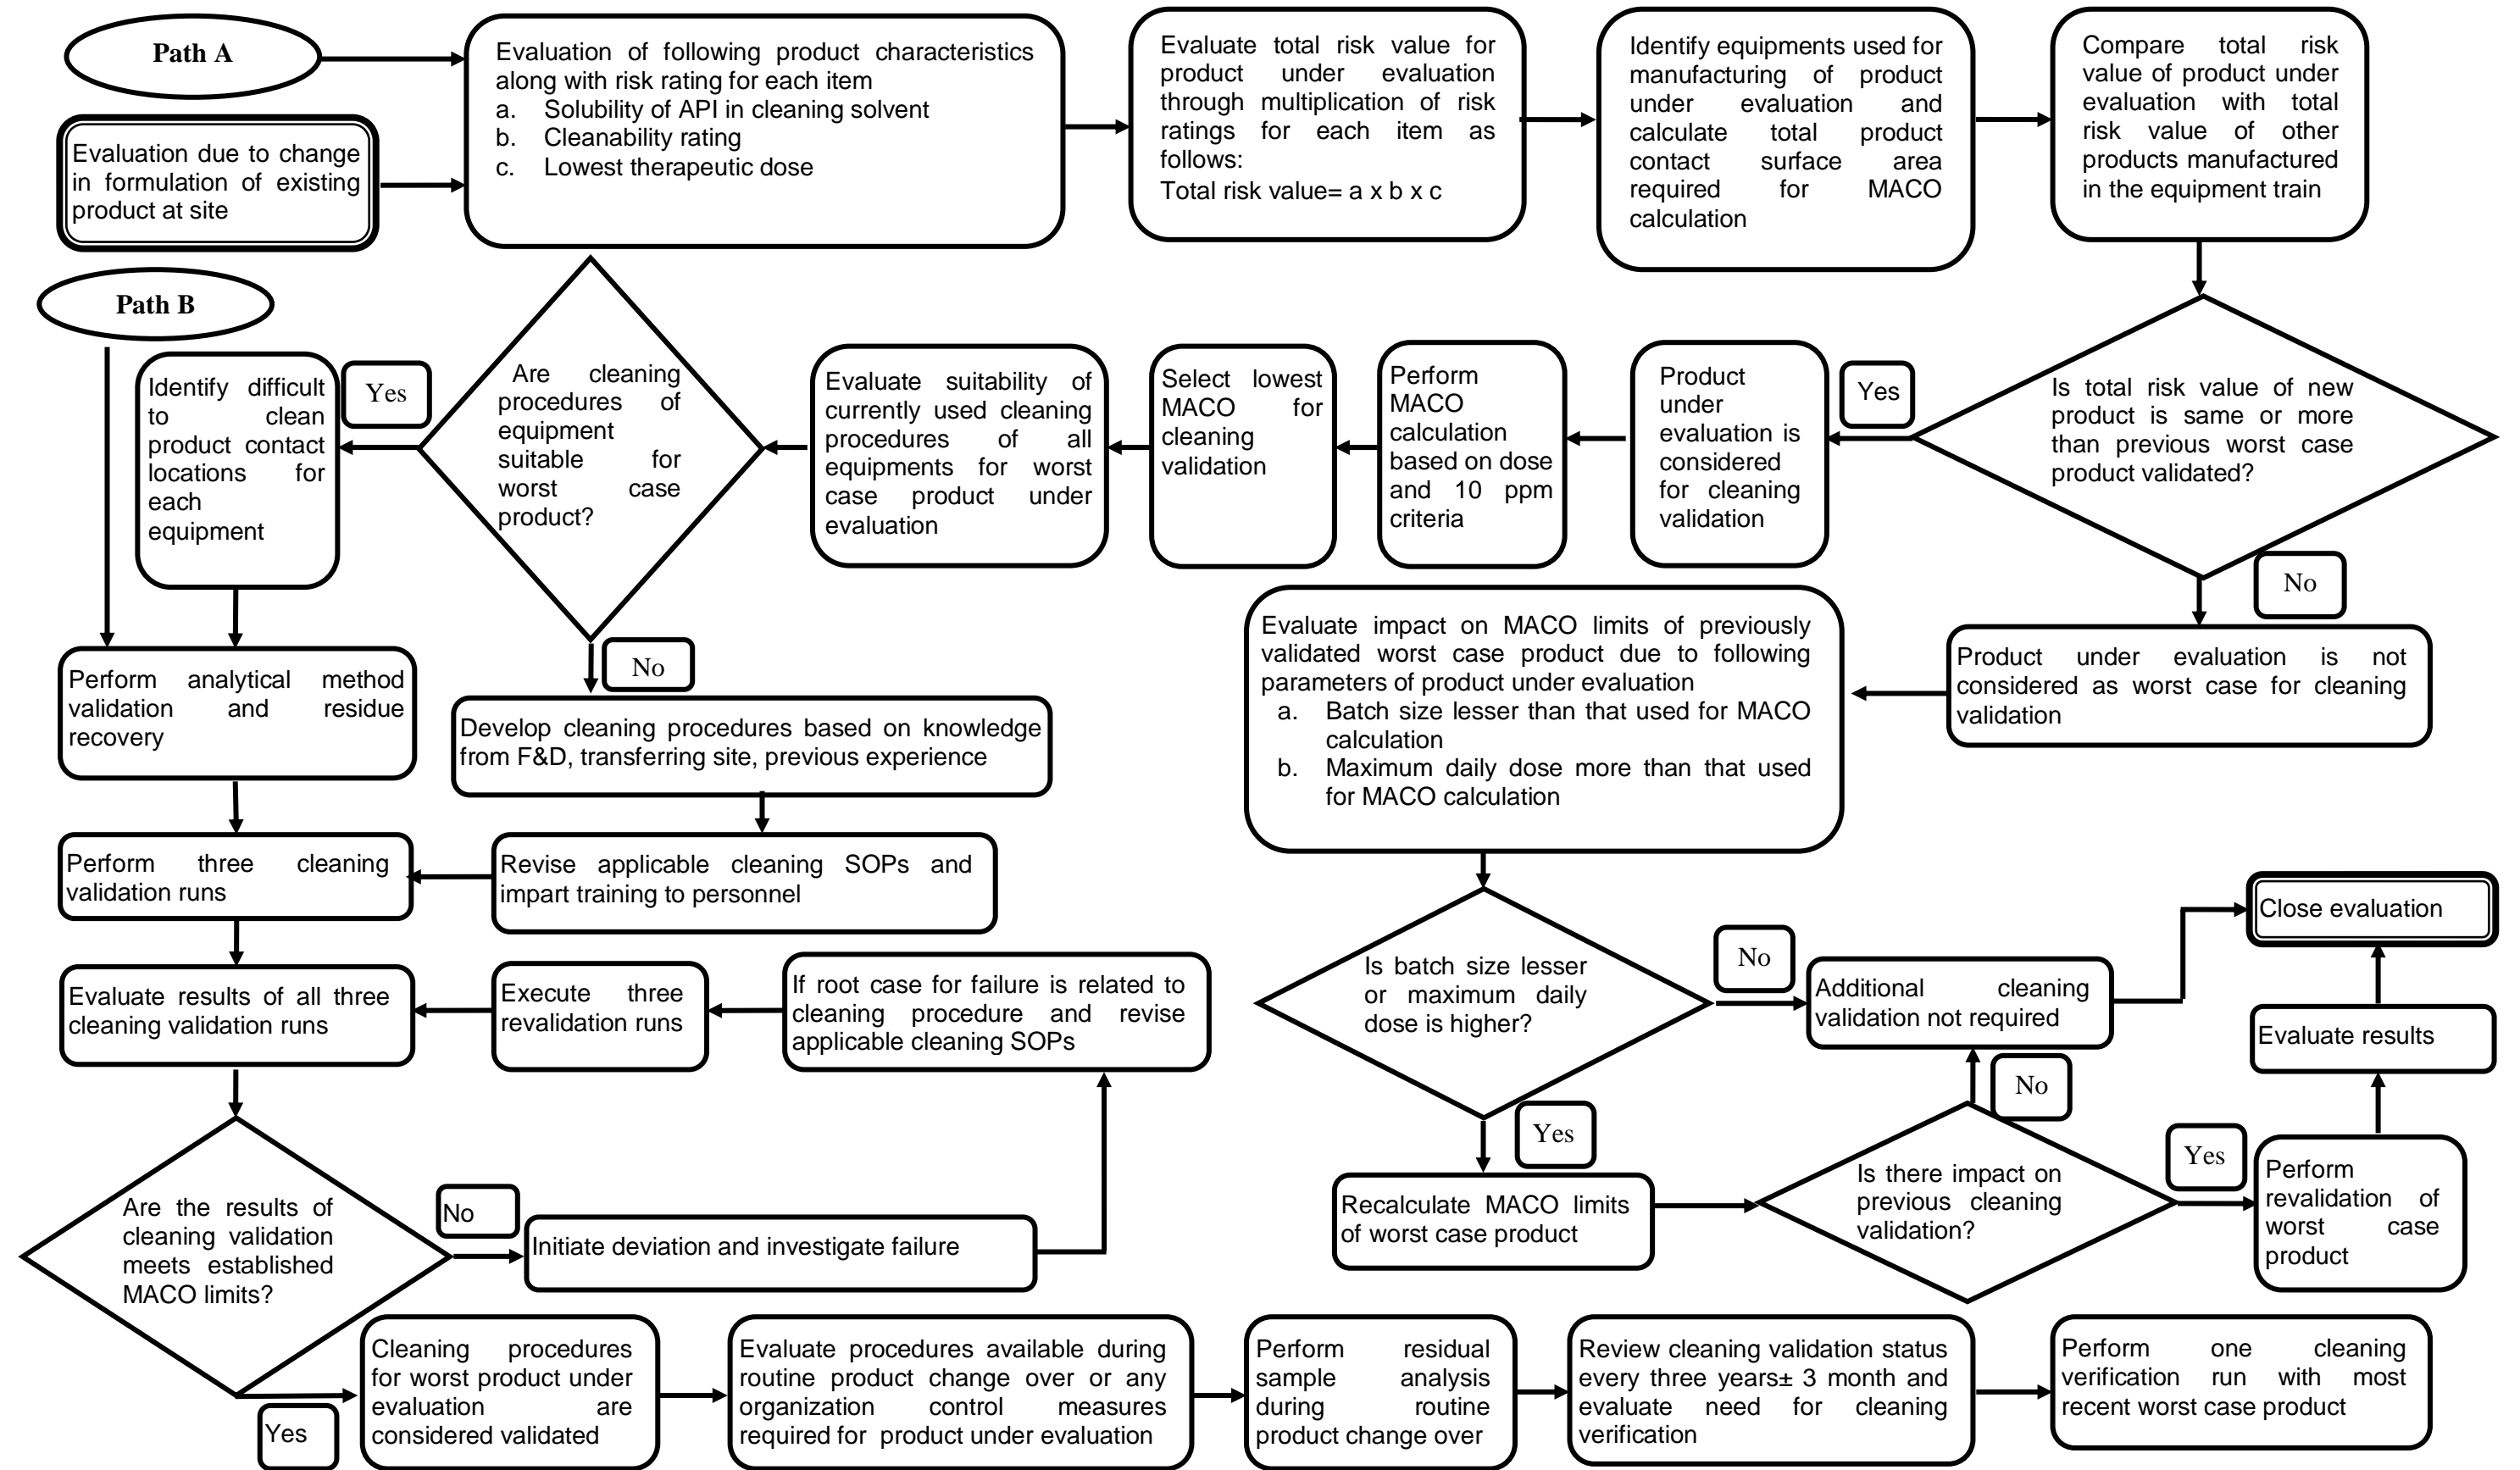 Path A
Evaluation due to change
in formulation of existing
product at site
Evaluation of following product characteristics
along with risk rating for each item
a. Solubility of API in cleaning solvent
b. Cleanability rating
c. Lowest therapeutic dose
Evaluate total risk value for
product under evaluation
through multiplication of risk
ratings for each item as
follows:
Total risk value= a x b x c
Identify equipments used for
manufacturing of product
under evaluation and
calculate total product
contact surface area
required for MACO
calculation
Compare total risk
value of product under
evaluation with total
risk value of other
products manufactured
in the equipment train
Is total risk value of new
product is same or more
than previous worst case
product validated?
Yes
Product
under
evaluation is
considered
for cleaning
validation
Perform
MACO
calculation
based on dose
and 10 ppm
criteria
Select lowest
MACO for
cleaning
validation
Evaluate suitability of
currently used cleaning
procedures of all
equipments for worst
case product under
evaluation
Are cleaning
procedures of
equipment
suitable for
worst case
product?
Yes
Identify difficult
to clean
product contact
locations for
each
equipment
Path B
Perform analytical method
validation and residue
recovery
No
Develop cleaning procedures based on knowledge
from F&D, transferring site, previous experience
Revise applicable cleaning SOPs and
impart training to personnel
Perform three cleaning
validation runs
Evaluate results of all three
cleaning validation runs
Execute three
revalidation runs
If root case for failure is related to
cleaning procedure and revise
applicable cleaning SOPs
Are the results of
cleaning validation
meets established
MACO limits?
No
Initiate deviation and investigate failure
Yes
Cleaning procedures
for worst product under
evaluation are
considered validated
Evaluate procedures available during
routine product change over or any
organization control measures
required for product under evaluation
Perform residual
sample analysis
during routine
product change over
Review cleaning validation status
every three years± 3 month and
evaluate need for cleaning
verification
Perform one cleaning
verification run with most
recent worst case product
No
Product under evaluation is not
considered as worst case for cleaning
validation
Evaluate impact on MACO limits of previously
validated worst case product due to following
parameters of product under evaluation
a. Batch size lesser than that used for MACO
calculation
b. Maximum daily dose more than that used
for MACO calculation
Is batch size lesser
or maximum daily
dose is higher?
No
Additional cleaning
validation not required
Close evaluation
Yes
Recalculate MACO limits
of worst case product
Is there impact on
previous cleaning
validation?
No
Yes
Perform
revalidation of
worst case
product
Evaluate results